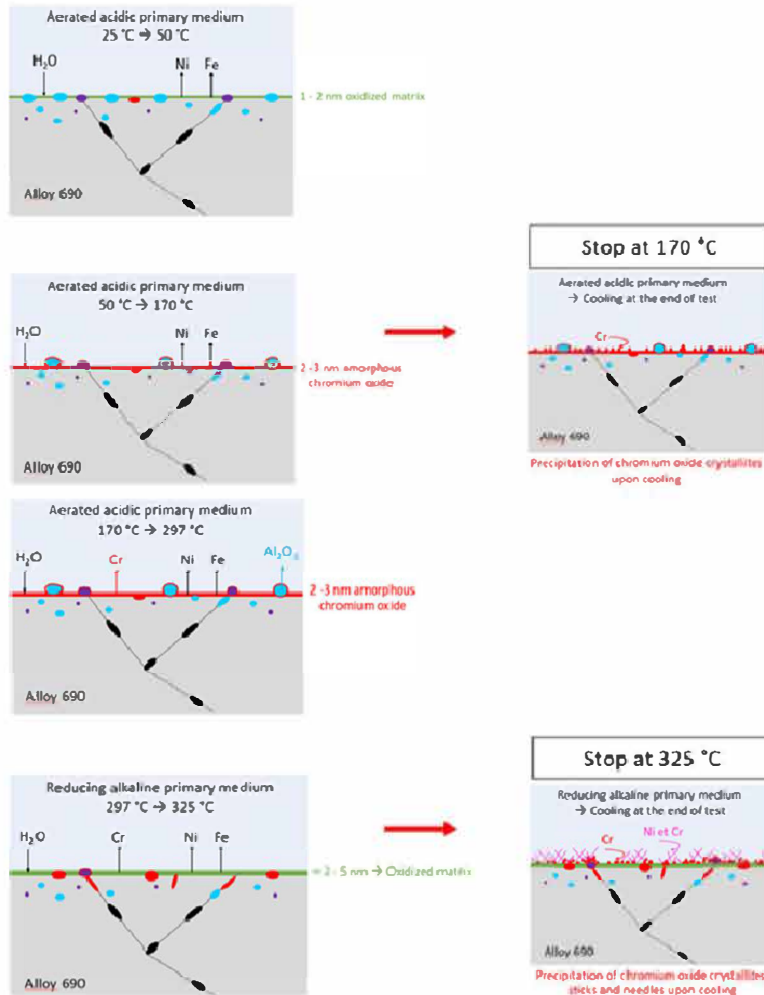 Aerated acidic primary medium
25 °C → 50 °C
H₂O
Ni
Fe
1 - 2 nm oxidized matrix
Alloy 690
Stop at 170 °C
Aerated acidic primary medium
50 °C → 170 °C
H₂O
Ni
Fe
2 -3 nm amorphous
chromium oxide
Alloy 690
Aerated acidic primary medium
→ Cooling at the end of test
Cr
Alloy 690
Precipitation of chromium oxide crystallites
upon cooling
Aerated acidic primary medium
170 °C → 297 °C
H₂O
Cr
Ni
Fe
Al₂O₃
2 -3 nm amorphous
chromium oxide
Alloy 690
Stop at 325 °C
Reducing alkaline primary medium
297 °C → 325 °C
H₂O
Cr
Ni
Fe
2 - 5 nm → Oxidized matrix
Alloy 690
Reducing alkaline primary medium
→ Cooling at the end of test
Cr
Ni et Cr
Alloy 690
Precipitation of chromium oxide crystallites
sticks and needles upon cooling